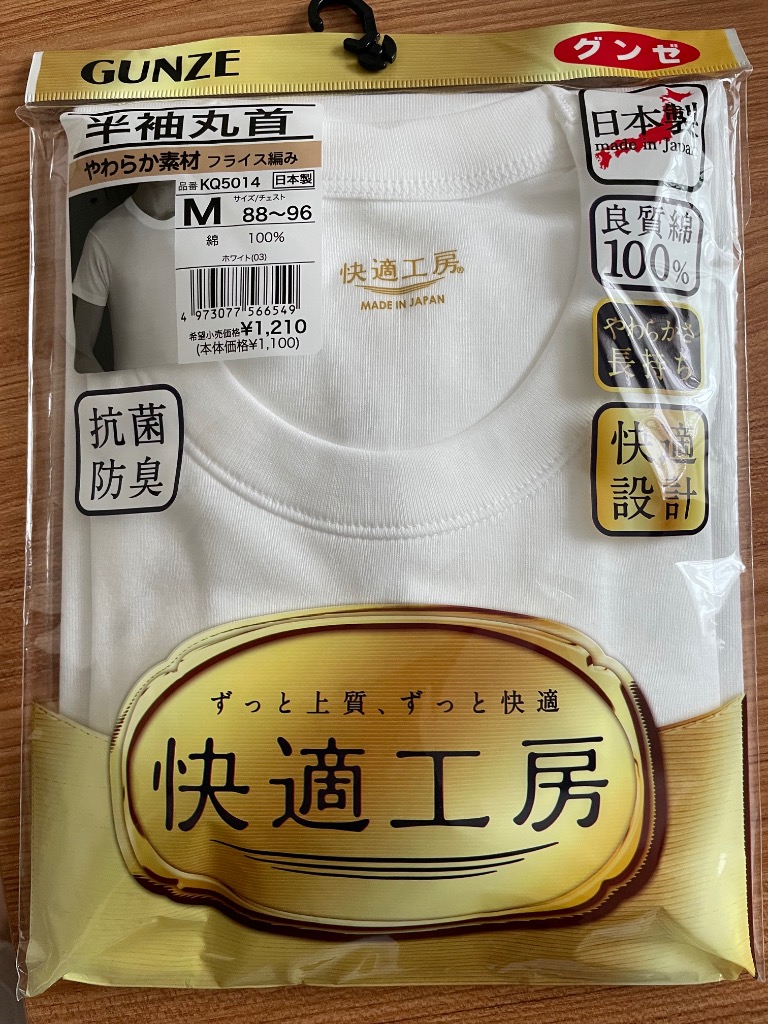 GUNZE
グンゼ
半袖丸首
やわらか素材 フライス編み
品番 KQ5014 日本製
M サイズ/チェスト 88〜96
綿 100%
ホワイト(03)
4 973077 566549
希望小売価格¥1,210
(本体価格¥1,100)
快適工房®
MADE IN JAPAN
日本製
made in Japan
良質綿
100%
やわらかさ
長持ち
快適
設計
抗菌
防臭
ずっと上質、ずっと快適
快適工房